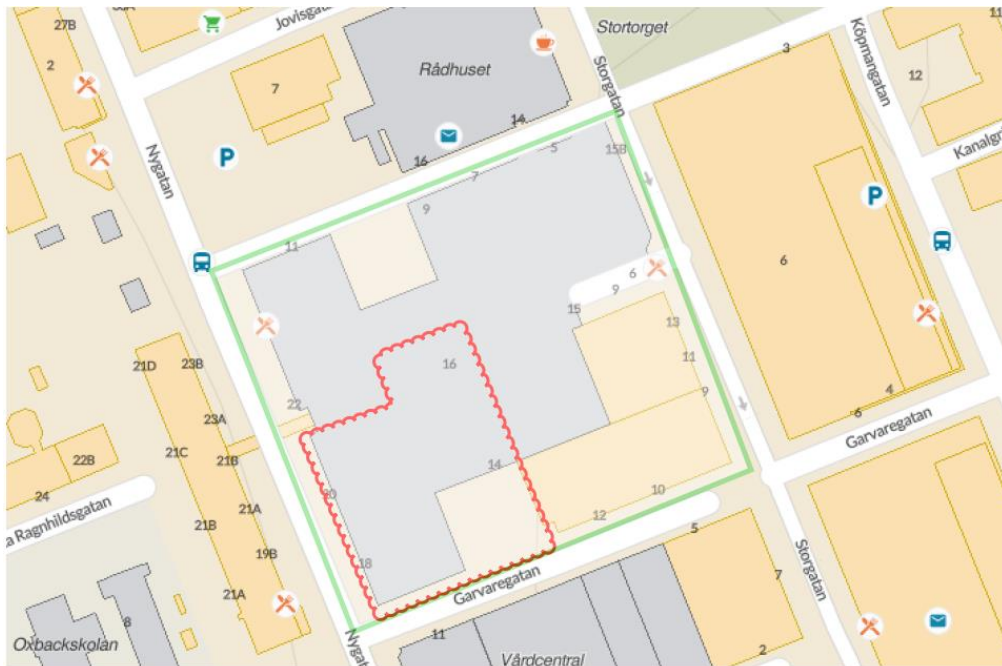 27B
2
Jovisgatan
Stortorget
Rådhuset
7
14
16
3
Köpmangatan
12
11
Storgatan
Kanalgr
Nygatan
P
15B
5
7
9
11
P
6
6
9
15
13
11
9
16
22
21D
23B
23A
21C
21B
22B
24
a Ragnhildsgatan
21B
21A
19B
21A
20
18
14
10
12
4
6
Garvaregatan
5
Garvaregatan
7
Storgatan
8
Oxbackskolan
Nygatan
11
Vårdcentral
2